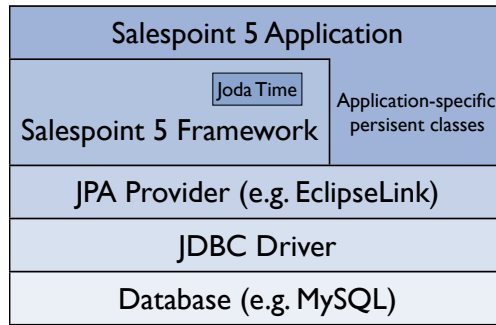 Salespoint 5 Application
Joda Time
Salespoint 5 Framework
Application-specific
persisent classes
JPA Provider (e.g. EclipseLink)
JDBC Driver
Database (e.g. MySQL)